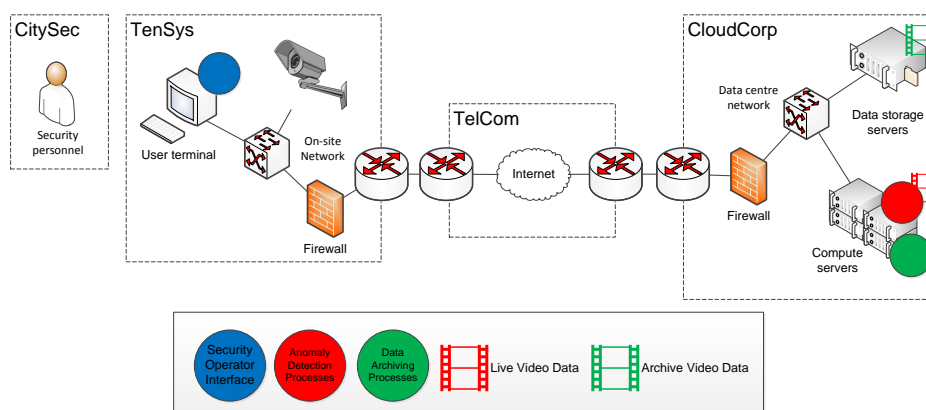 CitySec
Security
personnel
TenSys
User terminal
On-site
Network
Firewall
TelCom
Internet
CloudCorp
Data centre
network
Data storage
servers
Firewall
Compute
servers
Security
Operator
Interface
Anomaly
Detection
Processes
Data
Archiving
Processes
Live Video Data
Archive Video Data